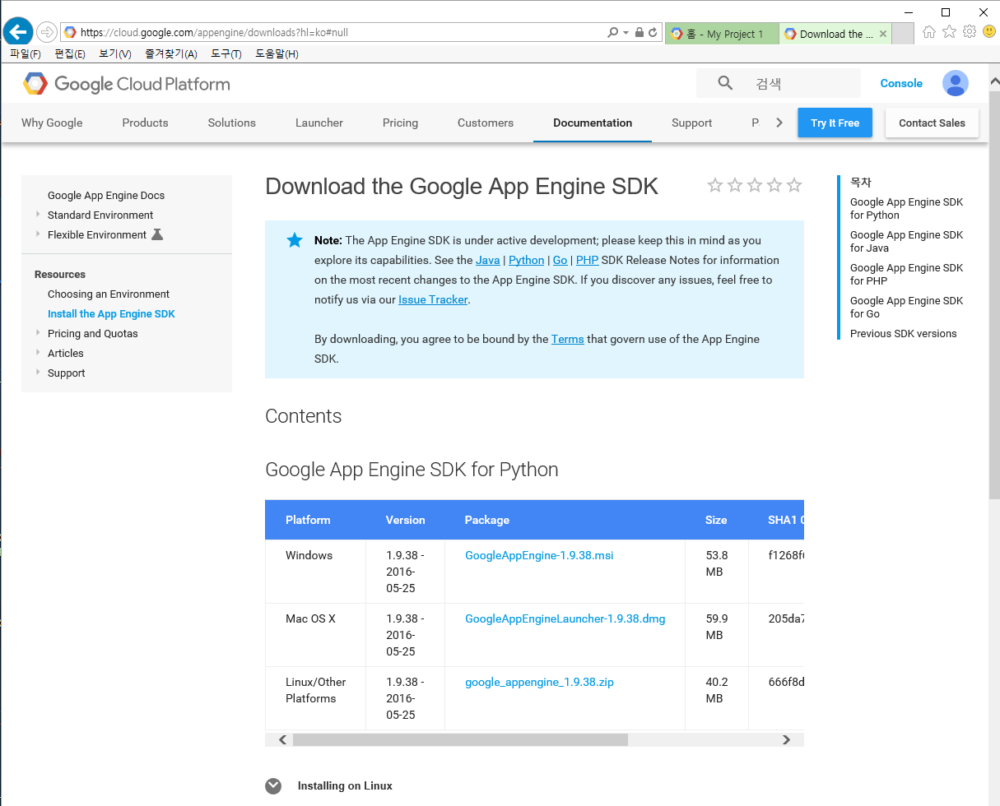 https://cloud.google.com/appengine/downloads?hl=ko#null
홈 - My Project 1
Download the ...
파일(F) 편집(E) 보기(V) 즐겨찾기(A) 도구(T) 도움말(H)
Google Cloud Platform
검색
Console
Why Google Products Solutions Launcher Pricing Customers Documentation Support P
Try It Free
Contact Sales
Google App Engine Docs
Standard Environment
Flexible Environment
Resources
Choosing an Environment
Install the App Engine SDK
Pricing and Quotas
Articles
Support
Download the Google App Engine SDK
Note: The App Engine SDK is under active development; please keep this in mind as you
explore its capabilities. See the Java | Python | Go | PHP SDK Release Notes for information
on the most recent changes to the App Engine SDK. If you discover any issues, feel free to
notify us via our Issue Tracker.
By downloading, you agree to be bound by the Terms that govern use of the App Engine
SDK.
Contents
Google App Engine SDK for Python
Platform Version Package Size SHA1
Windows 1.9.38 - GoogleAppEngine-1.9.38.msi 53.8 f1268f
2016- MB
05-25
Mac OS X 1.9.38 - GoogleAppEngineLauncher-1.9.38.dmg 59.9 205da7
2016- MB
05-25
Linux/Other 1.9.38 - google_appengine_1.9.38.zip 40.2 666f8d
Platforms 2016- MB
05-25
Installing on Linux
목차
Google App Engine SDK
for Python
Google App Engine SDK
for Java
Google App Engine SDK
for PHP
Google App Engine SDK
for Go
Previous SDK versions